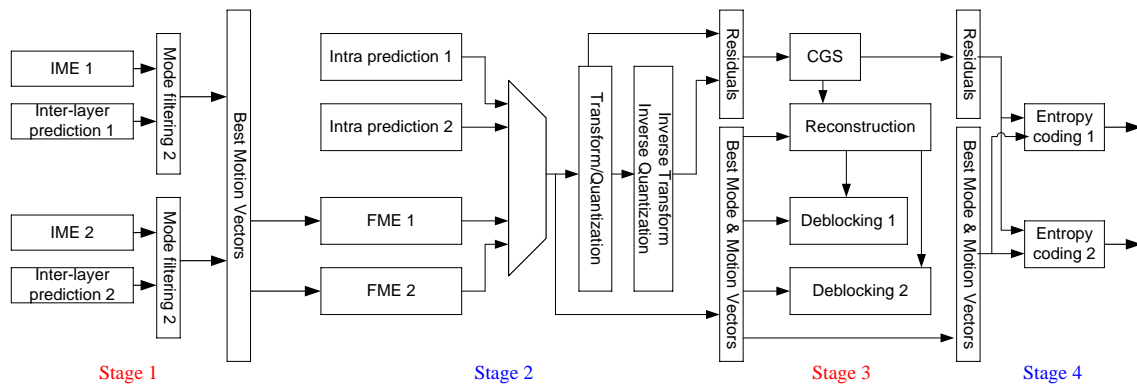 IME 1
Inter-layer
prediction 1
Mode filtering 2
IME 2
Inter-layer
prediction 2
Mode filtering 2
Best Motion Vectors
Intra prediction 1
Intra prediction 2
FME 1
FME 2
Transform/Quantization
Inverse Transform
Inverse Quantization
Residuals
Best Mode & Motion Vectors
CGS
Reconstruction
Deblocking 1
Deblocking 2
Residuals
Best Mode & Motion Vectors
Entropy
coding 1
Entropy
coding 2
Stage 1
Stage 2
Stage 3
Stage 4